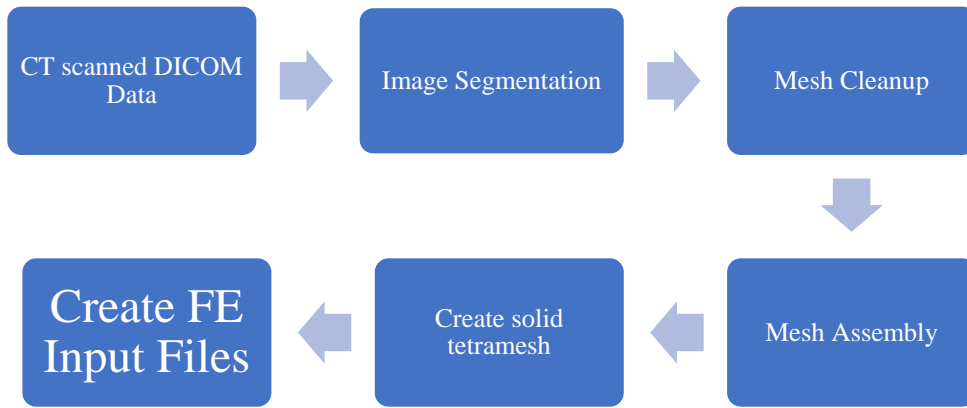 CT scanned DICOM
Data
Image Segmentation
Mesh Cleanup
Mesh Assembly
Create solid
tetramesh
Create FE
Input Files